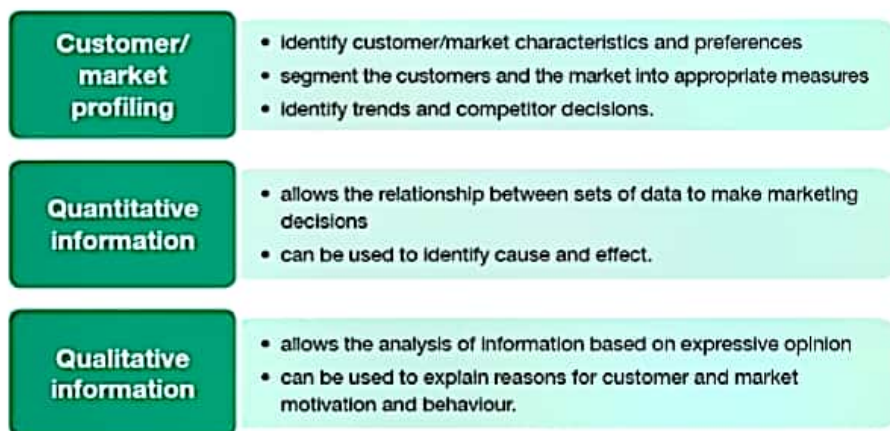 Customer/
market
profiling
• identify customer/market characteristics and preferences
• segment the customers and the market into appropriate measures
• identify trends and competitor decisions.
Quantitative
information
• allows the relationship between sets of data to make marketing
decisions
• can be used to identify cause and effect.
Qualitative
information
• allows the analysis of information based on expressive opinion
• can be used to explain reasons for customer and market
motivation and behaviour.